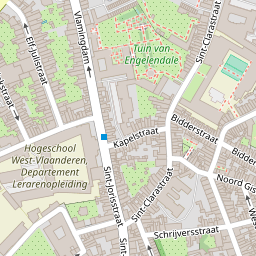 Vlamingdam
Elf-Julistraat
Tuin van
Engelendale
Sint-Clarastraat
Bidderstraat
Kapelstraat
Hogeschool
West-Vlaanderen,
Departement
Lerarenopleiding
Sint-Jorisstraat
Sint-Clarastraat
Noord Gis
Schrijversstraat